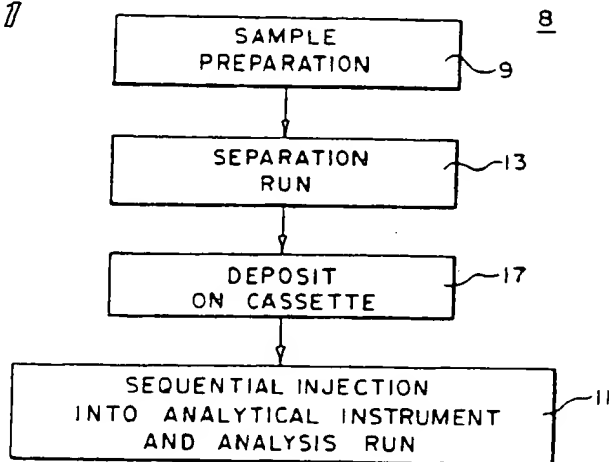 1
8
SAMPLE
PREPARATION
9
SEPARATION
RUN
13
DEPOSIT
ON CASSETTE
17
SEQUENTIAL INJECTION
INTO ANALYTICAL INSTRUMENT
AND ANALYSIS RUN
11